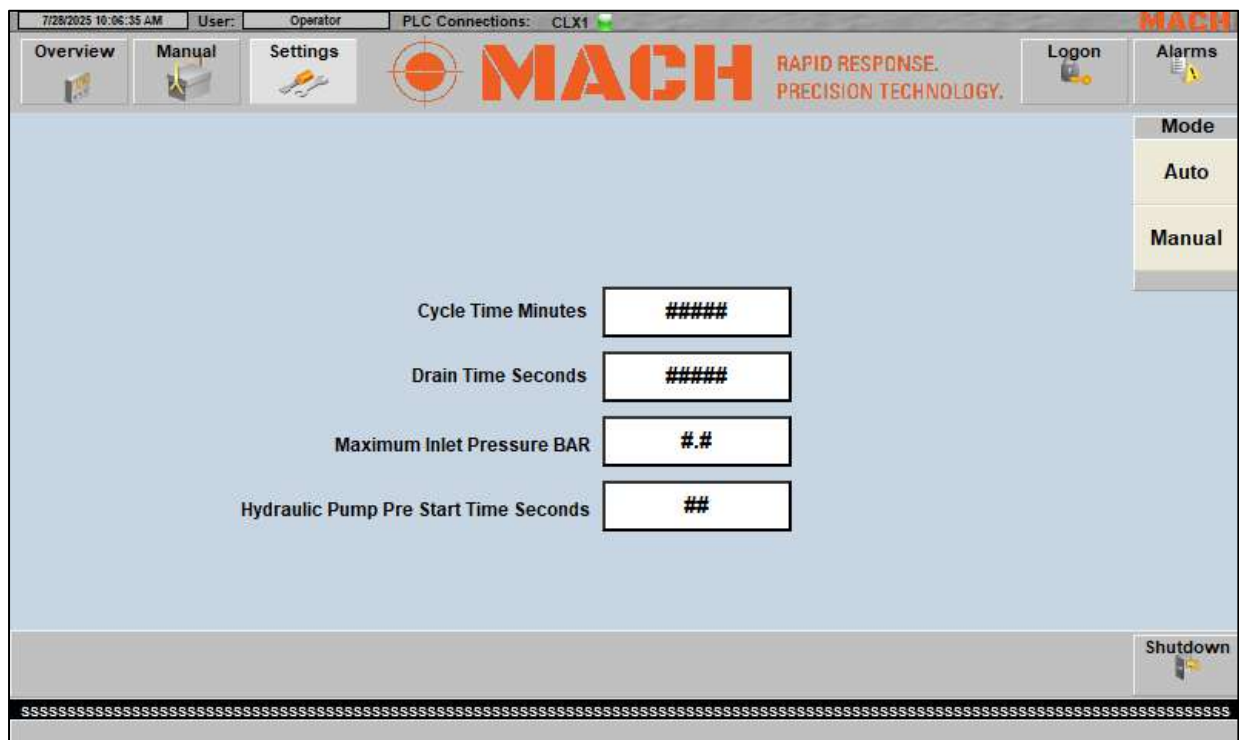 7/28/2025 10:06:35 AM User: Operator PLC Connections: CLX1 MACH
Overview Manual Settings MACH RAPID RESPONSE. Logon Alarms
PRECISION TECHNOLOGY.
Mode
Auto
Manual
Cycle Time Minutes #####
Drain Time Seconds #####
Maximum Inlet Pressure BAR #.#
Hydraulic Pump Pre Start Time Seconds ##
Shutdown